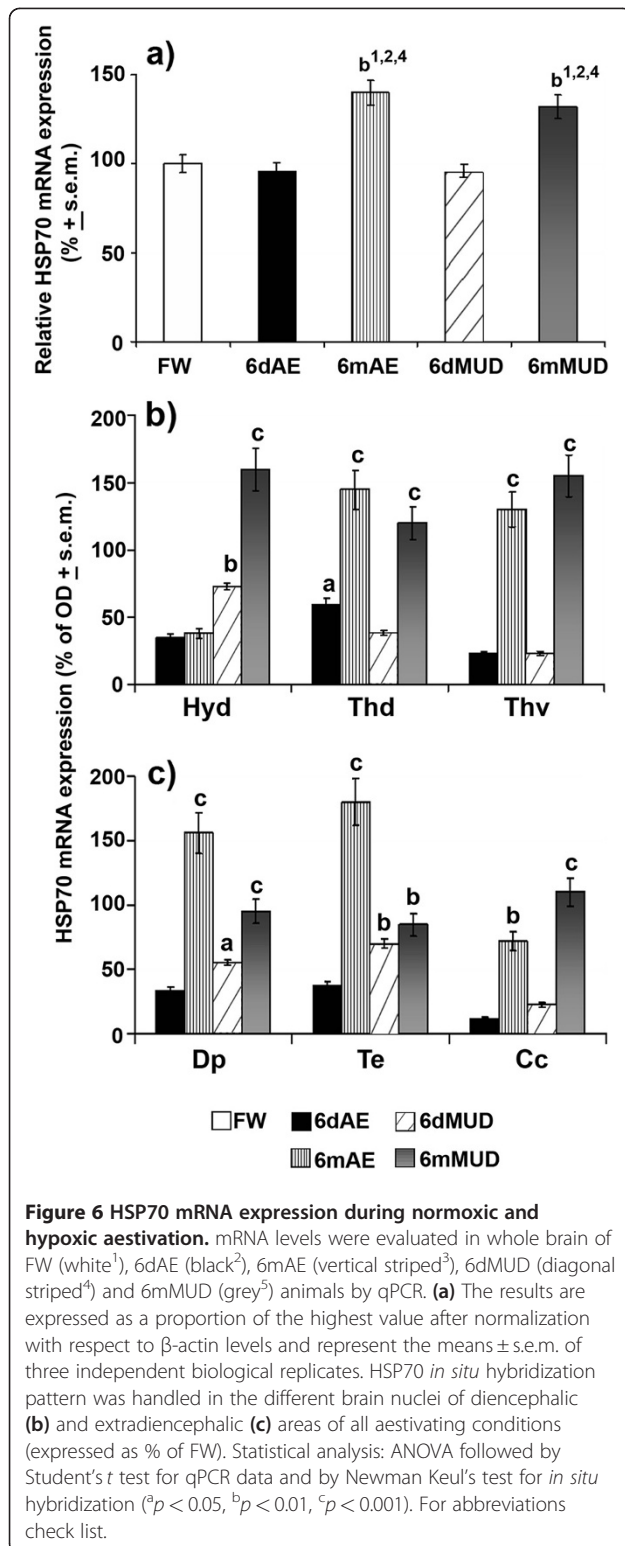 a)
Relative HSP70 mRNA expression
(% ± s.e.m.)
150
100
50
0
b1,2,4
b1,2,4
FW 6dAE 6mAE 6dMUD 6mMUD
HSP70 mRNA expression (% of OD ± s.e.m.)
b)
200
150
100
50
0
b c
a c c
c c
Hyd Thd Thv
c)
200
150
100
50
0
c a c
c b b
b c
Dp Te Cc
FW 6dAE 6dMUD
6mAE 6mMUD
Figure 6 HSP70 mRNA expression during normoxic and
hypoxic aestivation. mRNA levels were evaluated in whole brain of
FW (white1), 6dAE (black2), 6mAE (vertical striped3), 6dMUD (diagonal
striped4) and 6mMUD (grey5) animals by qPCR. (a) The results are
expressed as a proportion of the highest value after normalization
with respect to β-actin levels and represent the means ± s.e.m. of
three independent biological replicates. HSP70 in situ hybridization
pattern was handled in the different brain nuclei of diencephalic
(b) and extradiencephalic (c) areas of all aestivating conditions
(expressed as % of FW). Statistical analysis: ANOVA followed by
Student's t test for qPCR data and by Newman Keul's test for in situ
hybridization (ap < 0.05, bp < 0.01, cp < 0.001). For abbreviations
check list.